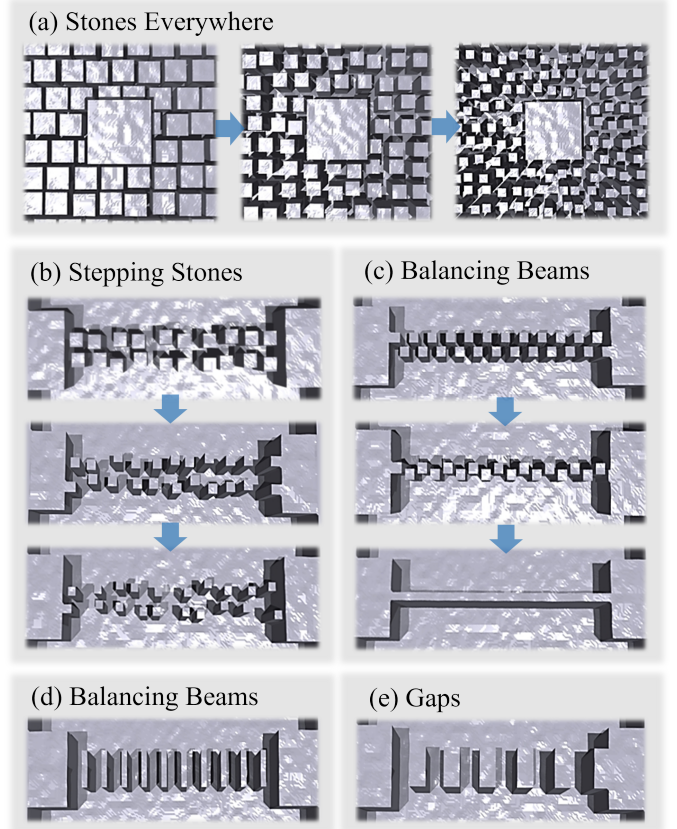 (a) Stones Everywhere
(b) Stepping Stones
(c) Balancing Beams
(d) Balancing Beams
(e) Gaps